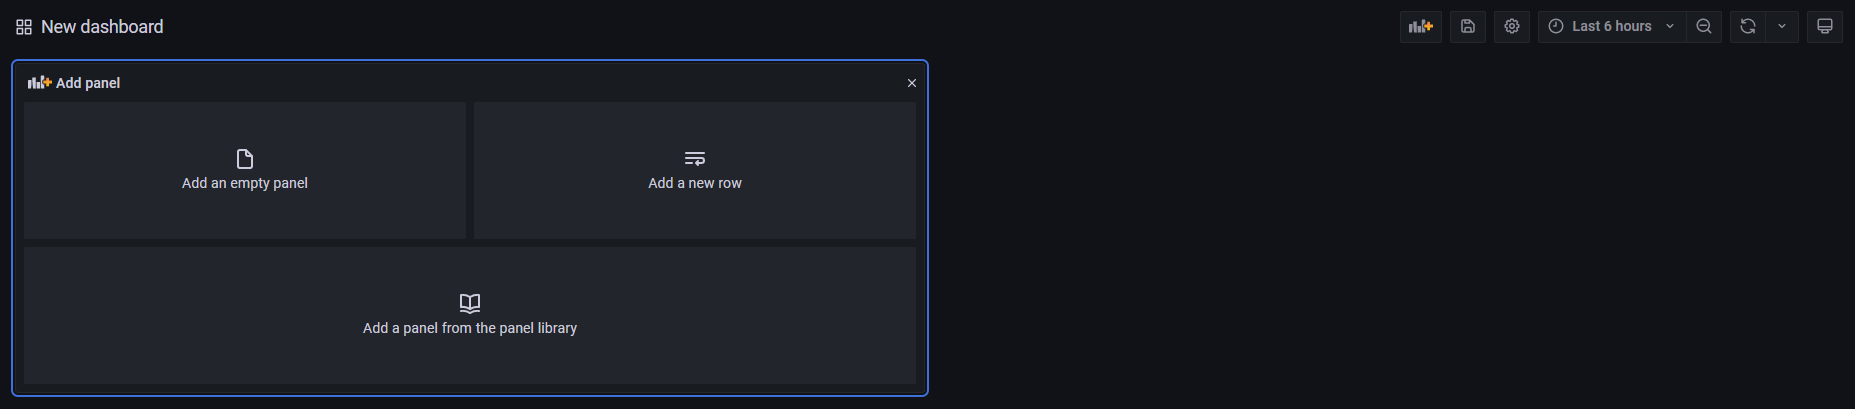 New dashboard
Last 6 hours
Add panel
Add an empty panel
Add a new row
Add a panel from the panel library